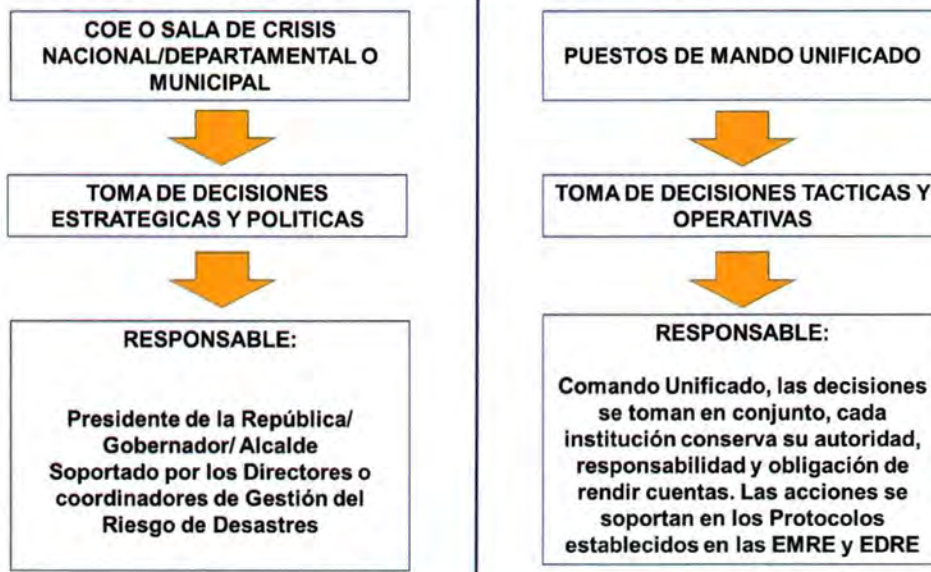 COE O SALA DE CRISIS
NACIONAL/DEPARTAMENTAL O
MUNICIPAL
TOMA DE DECISIONES
ESTRATEGICAS Y POLITICAS
RESPONSABLE:
Presidente de la República/
Gobernador/ Alcalde
Soportado por los Directores o
coordinadores de Gestión del
Riesgo de Desastres
PUESTOS DE MANDO UNIFICADO
TOMA DE DECISIONES TACTICAS Y
OPERATIVAS
RESPONSABLE:
Comando Unificado, las decisiones
se toman en conjunto, cada
institución conserva su autoridad,
responsabilidad y obligación de
rendir cuentas. Las acciones se
soportan en los Protocolos
establecidos en las EMRE y EDRE